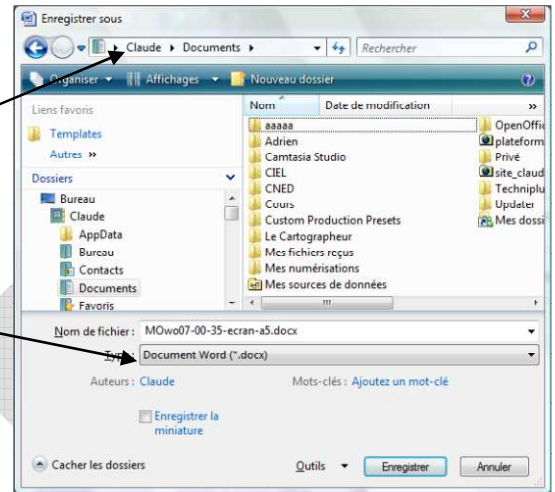 Enregistrer sous
Claude ▸ Documents ▸ Rechercher
Organiser Affichages Nouveau dossier
Liens favoris
Templates
Autres »
Dossiers
Bureau
Claude
AppData
Bureau
Contacts
Documents
Favoris
Nom Date de modification »
aaaaa
Adrien
Camtasia Studio
CIEL
CNED
Cours
Custom Production Presets
Le Cartographeur
Mes fichiers reçus
Mes numérisations
Mes sources de données
OpenOffic
plateform
Privé
site_claud
Techniplu
Updater
Mes dossi
Nom de fichier : MOwo07-00-35-ecran-a5.docx
Document Word (*.docx)
Auteurs : Claude Mots-clés : Ajoutez un mot-clé
Enregistrer la
miniature
Cacher les dossiers Outils Enregistrer Annuler